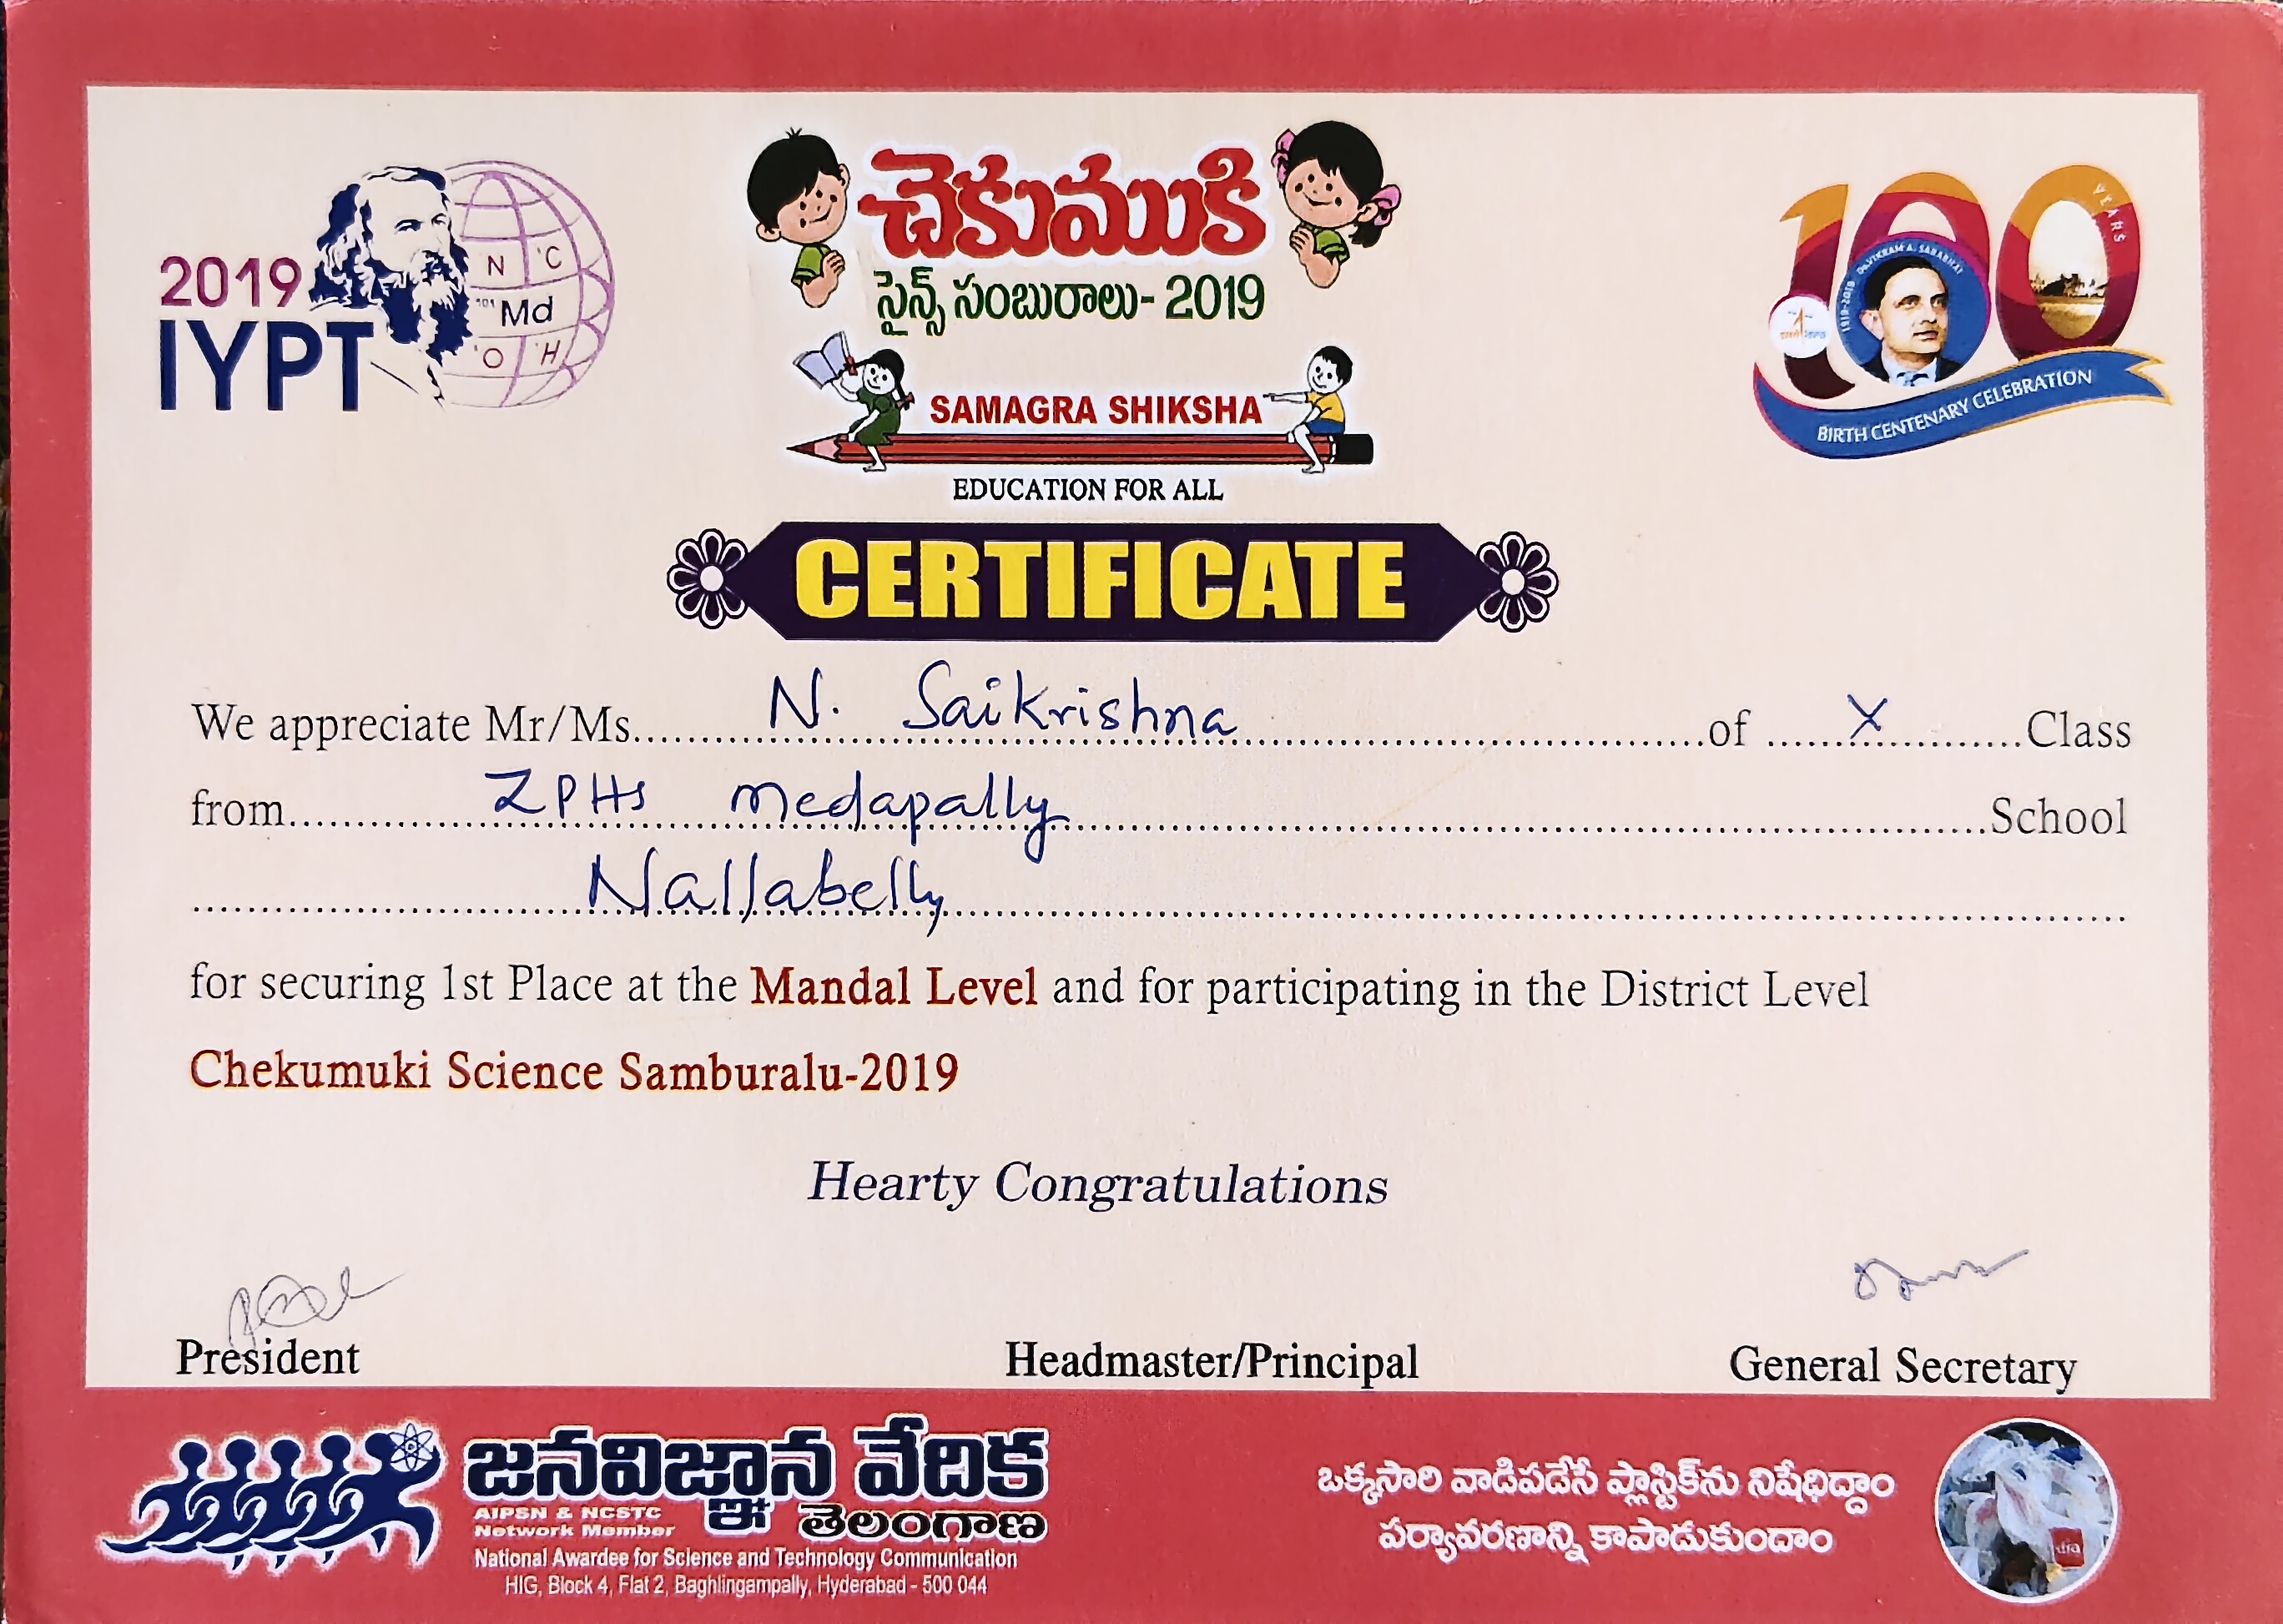 2019
IYPT
N C
101 Md
O H
చెకుముకి
సైన్స్ సంబురాలు- 2019
SAMAGRA SHIKSHA
EDUCATION FOR ALL
100
YEARS
DR. VIKRAM A. SARABHAI
1919-2019
BIRTH CENTENARY CELEBRATION
CERTIFICATE
We appreciate Mr/Ms. N. Saikrishna of X Class
from ZPHS Medapally School
Nallabelly
for securing 1st Place at the Mandal Level and for participating in the District Level
Chekumuki Science Samburalu-2019
Hearty Congratulations
President Headmaster/Principal General Secretary
జనవిజ్ఞాన వేదిక
తెలంగాణ
AIPSN & NCSTC
Network Member
National Awardee for Science and Technology Communication
HIG, Block 4, Flat 2, Baghlingampally, Hyderabad - 500 044
ఒక్కసారి వాడిపడేసే ప్లాస్టిక్‌ను నిషేధిద్దాం
పర్యావరణాన్ని కాపాడుకుందాం